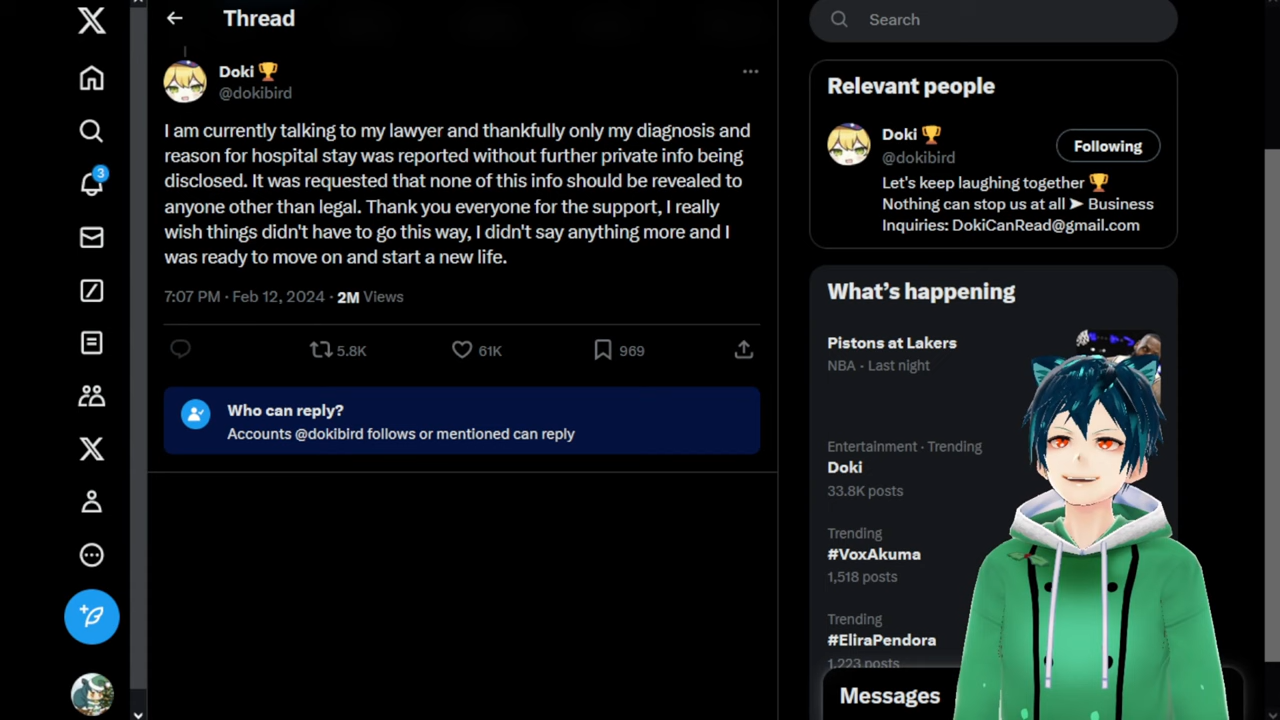 Thread
Search
Doki 🏆
@dokibird
I am currently talking to my lawyer and thankfully only my diagnosis and
reason for hospital stay was reported without further private info being
disclosed. It was requested that none of this info should be revealed to
anyone other than legal. Thank you everyone for the support, I really
wish things didn't have to go this way, I didn't say anything more and I
was ready to move on and start a new life.
7:07 PM · Feb 12, 2024 · 2M Views
5.8K
61K
969
Who can reply?
Accounts @dokibird follows or mentioned can reply
3
Relevant people
Doki 🏆
@dokibird
Following
Let's keep laughing together 🏆
Nothing can stop us at all ➤ Business
Inquiries: DokiCanRead@gmail.com
What's happening
Pistons at Lakers
NBA · Last night
Entertainment · Trending
Doki
33.8K posts
Trending
#VoxAkuma
1,518 posts
Trending
#EliraPendora
1,223 posts
Messages